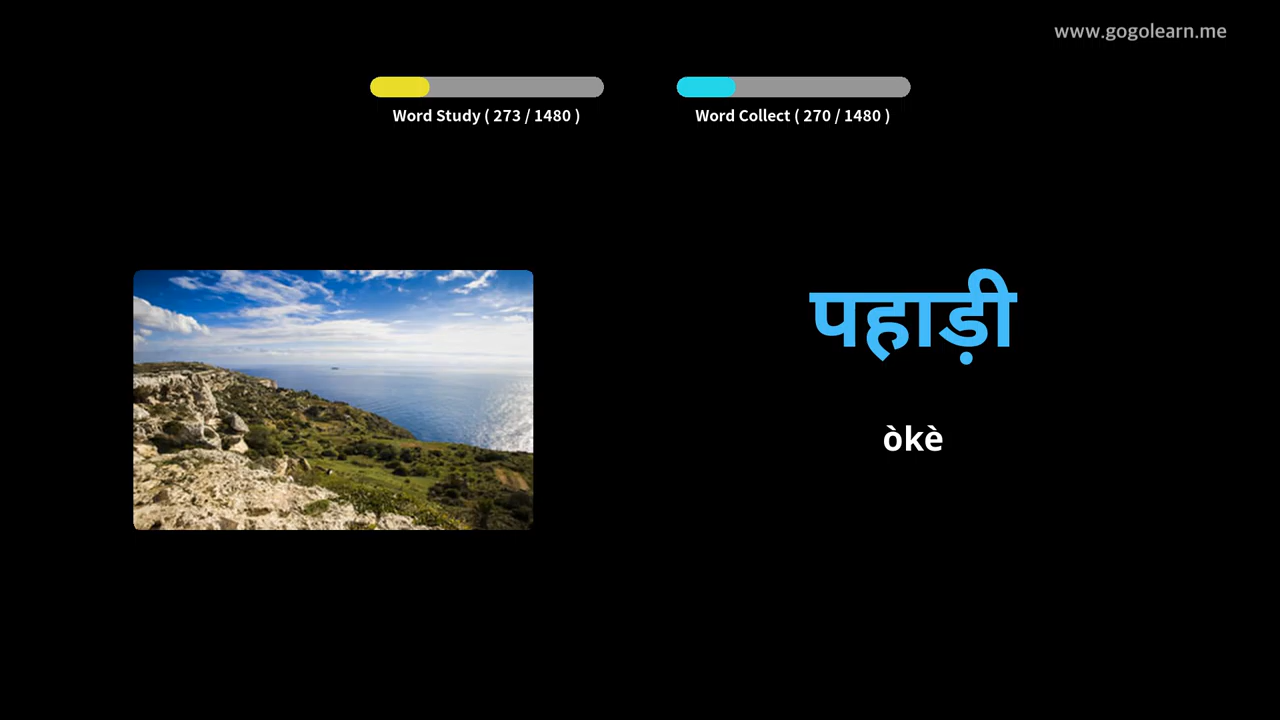 www.gogolearn.me
Word Study ( 273 / 1480 )
Word Collect ( 270 / 1480 )
पहाड़ी
òkè